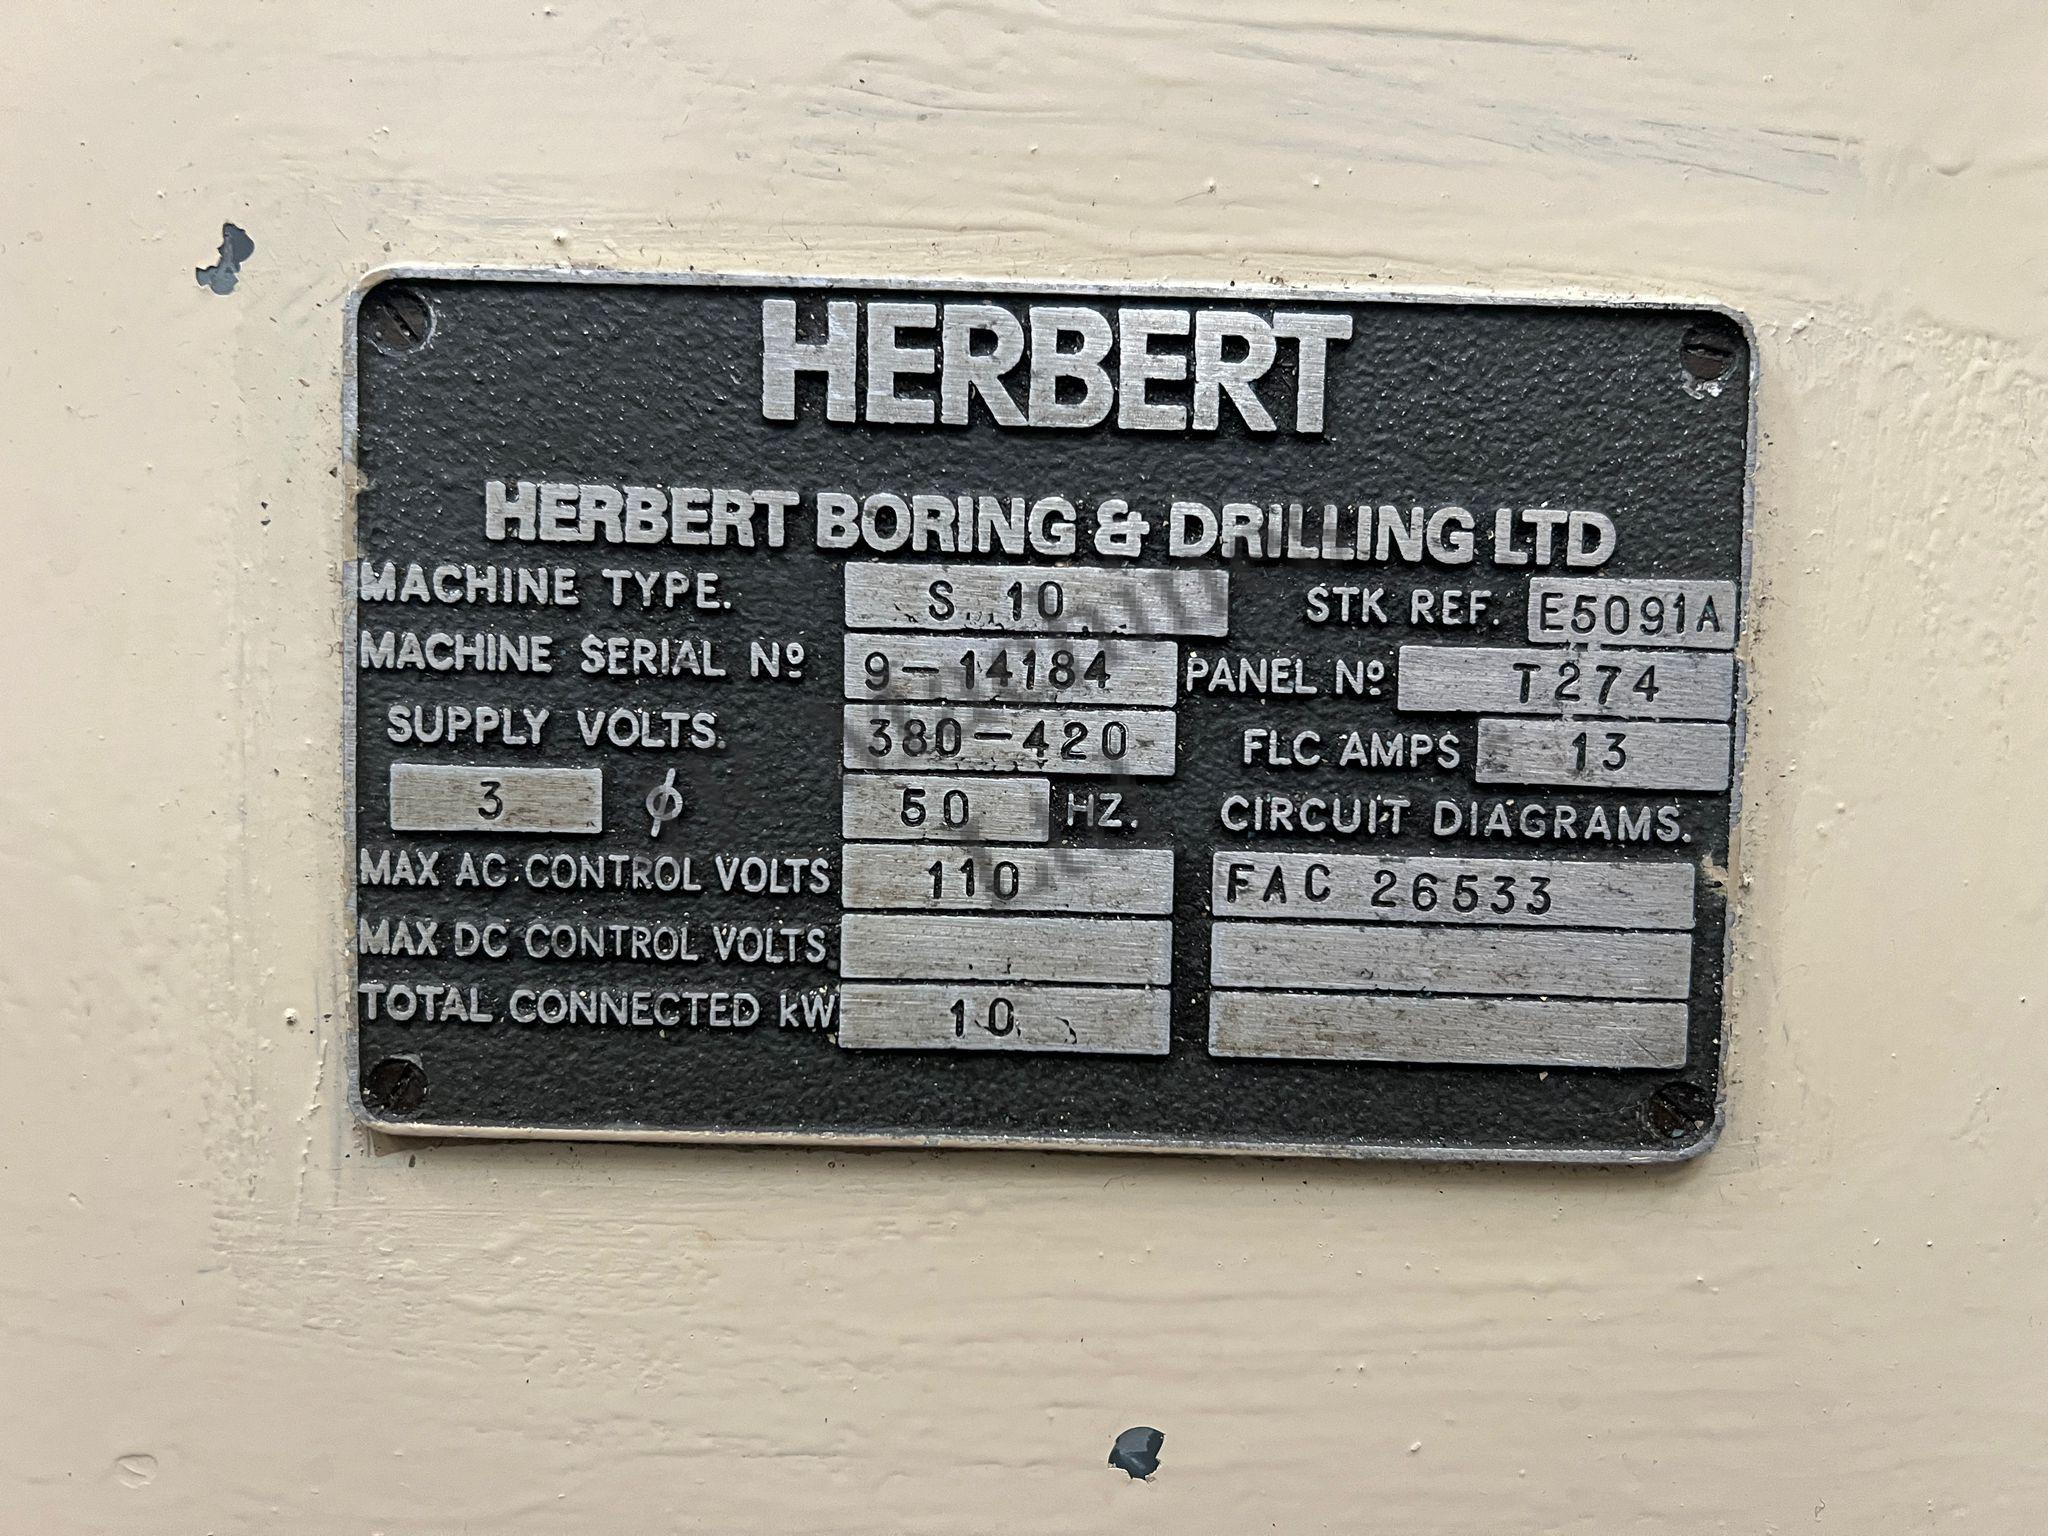 HERBERT
HERBERT BORING & DRILLING LTD
MACHINE TYPE. S. 10 STK REF. E5091A
MACHINE SERIAL Nº 9-14184 PANEL Nº T274
SUPPLY VOLTS. 380-420 FLC AMPS 13
3 ϕ 50 HZ. CIRCUIT DIAGRAMS.
MAX AC CONTROL VOLTS 110 FAC 26533
MAX DC CONTROL VOLTS
TOTAL CONNECTED kW 10